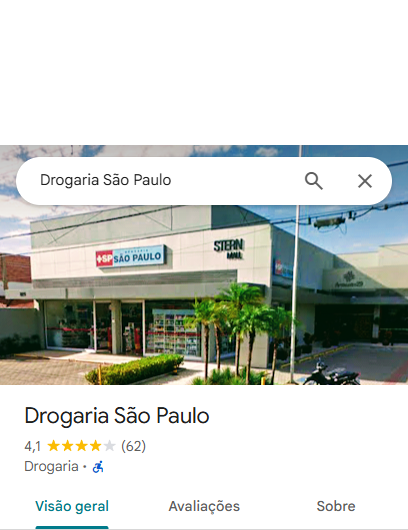 Drogaria São Paulo
STERN
MALL
DROGARIA
+SP SÃO PAULO
Drogaria São Paulo
4,1 (62)
Drogaria ·
Visão geral Avaliações Sobre